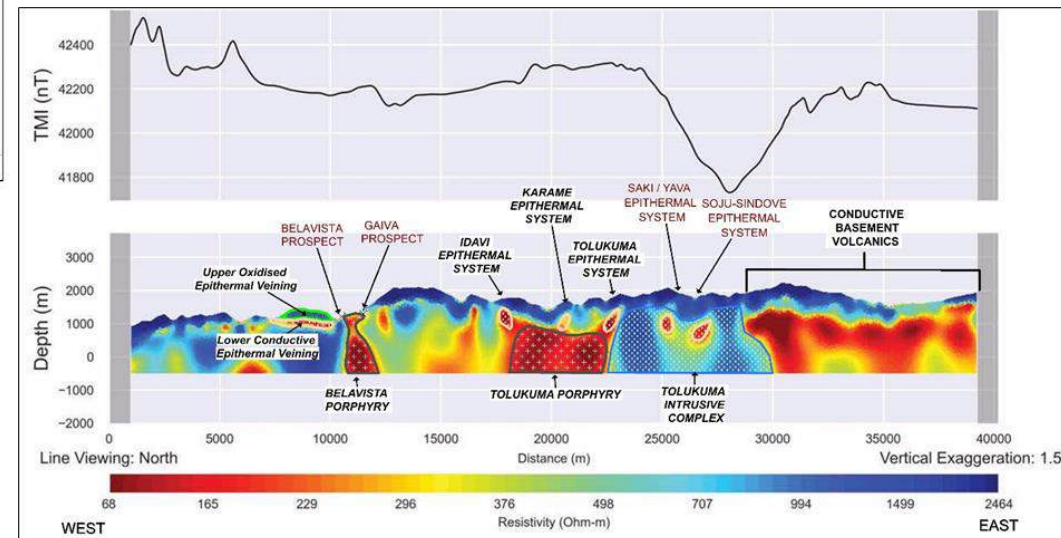 42400
42200
42000
41800
TMI (nT)
KARAME
EPITHERMAL
SYSTEM
SAKI / YAVA
EPITHERMAL
SYSTEM
SOJU-SINDOVE
EPITHERMAL
SYSTEM
CONDUCTIVE
BASEMENT
VOLCANICS
BELAVISTA
PROSPECT
GAIVA
PROSPECT
IDAVI
EPITHERMAL
SYSTEM
TOLUKUMA
EPITHERMAL
SYSTEM
Upper Oxidised
Epithermal Veining
Lower Conductive
Epithermal Veining
3000
2000
1000
0
−1000
−2000
Depth (m)
BELAVISTA
PORPHYRY
TOLUKUMA PORPHYRY
TOLUKUMA
INTRUSIVE
COMPLEX
0 5000 10000 15000 20000 25000 30000 35000 40000
Line Viewing: North Distance (m) Vertical Exaggeration: 1.5
68 165 229 296 376 498 707 994 1499 2464
Resistivity (Ohm-m)
WEST EAST